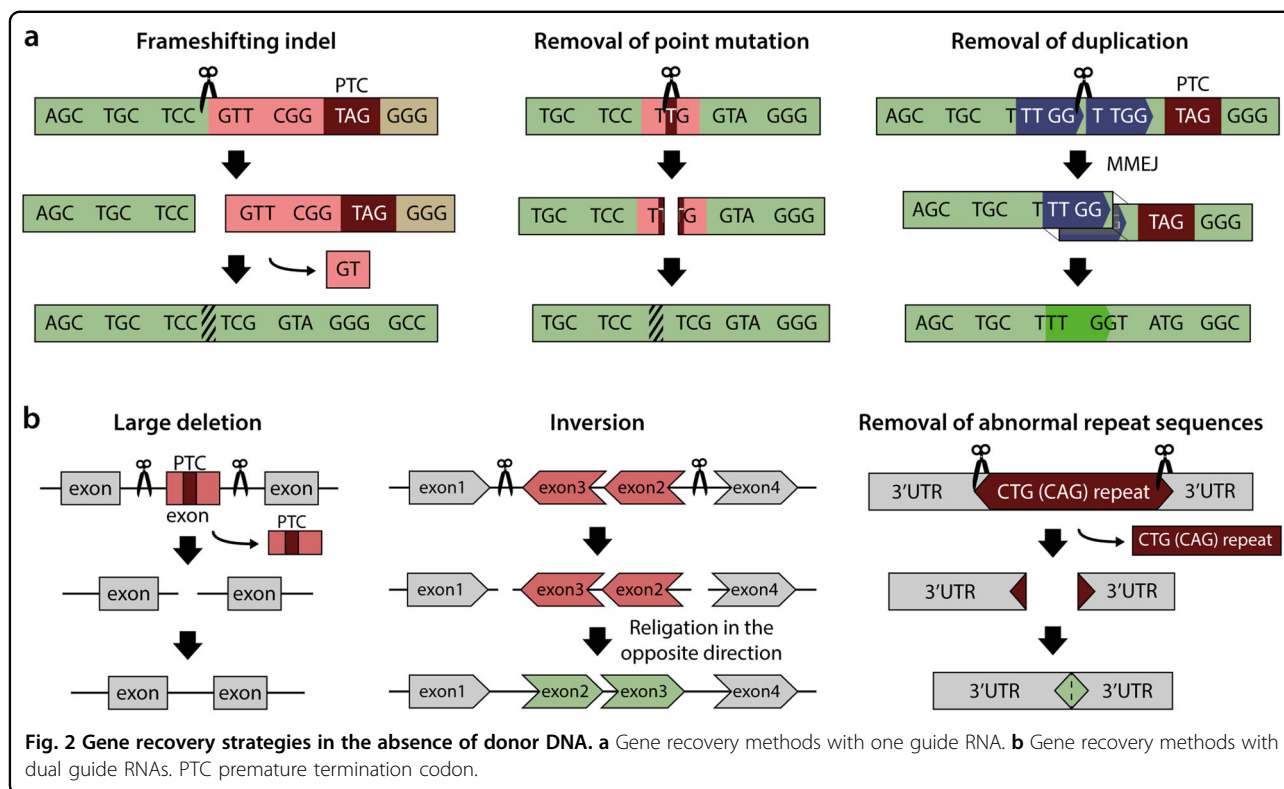 a
Frameshifting indel
PTC
AGC TGC TCC GTT CGG TAG GGG
AGC TGC TCC GTT CGG TAG GGG
GT
AGC TGC TCC TCG GTA GGG GCC
Removal of point mutation
TGC TCC TTG GTA GGG
TGC TCC TT TG GTA GGG
TGC TCC TCG GTA GGG
Removal of duplication
PTC
AGC TGC T TT GG T TGG TAG GGG
MMEJ
AGC TGC T TT GG TAG GGG
AGC TGC TTT GGT ATG GGC
b
Large deletion
PTC
exon exon
exon
PTC
exon exon
exon exon
Inversion
exon1 exon3 exon2 exon4
exon1 exon3 exon2 exon4
Religation in the
opposite direction
exon1 exon2 exon3 exon4
Removal of abnormal repeat sequences
3'UTR CTG (CAG) repeat 3'UTR
CTG (CAG) repeat
3'UTR 3'UTR
3'UTR 3'UTR
Fig. 2 Gene recovery strategies in the absence of donor DNA. a Gene recovery methods with one guide RNA. b Gene recovery methods with
dual guide RNAs. PTC premature termination codon.